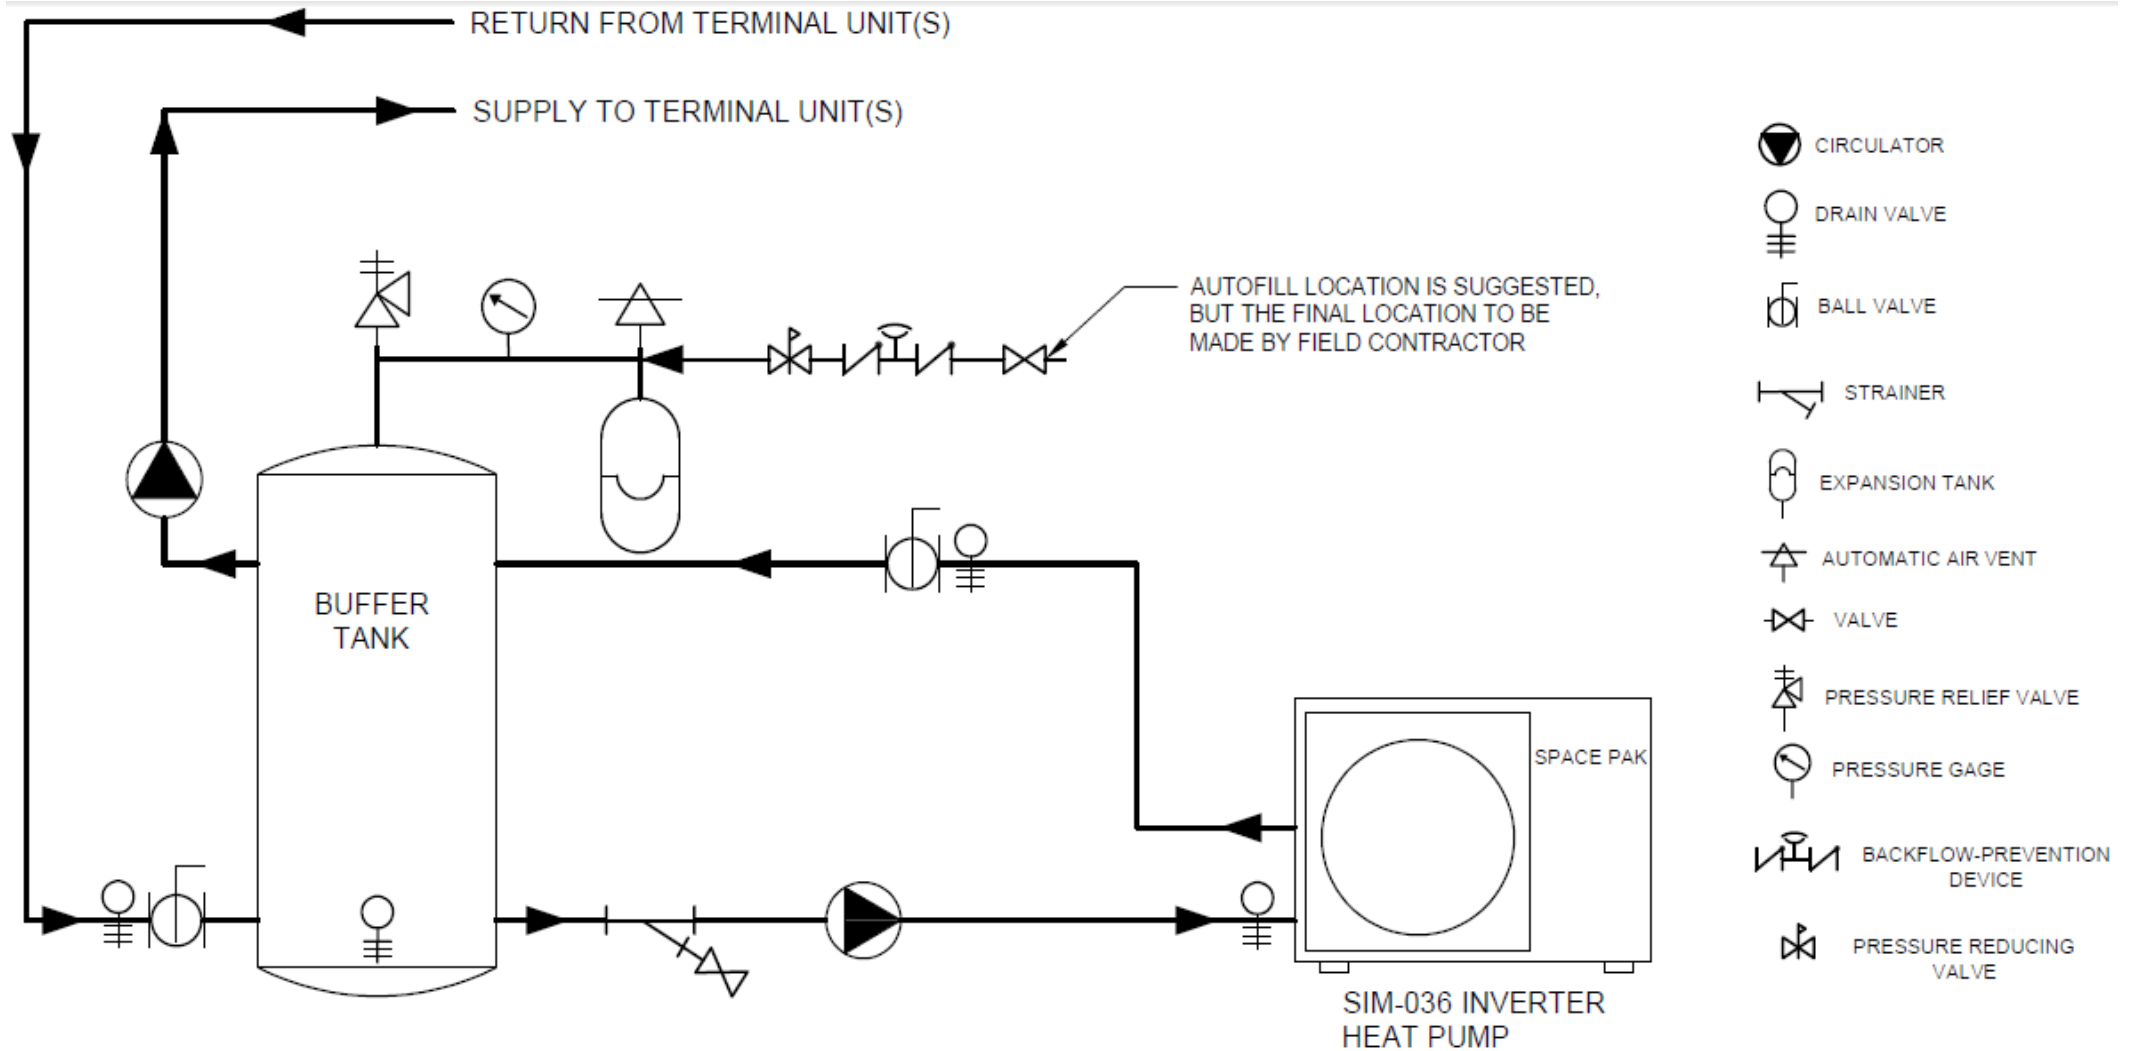 RETURN FROM TERMINAL UNIT(S)
SUPPLY TO TERMINAL UNIT(S)
AUTOFILL LOCATION IS SUGGESTED,
BUT THE FINAL LOCATION TO BE
MADE BY FIELD CONTRACTOR
BUFFER
TANK
SPACE PAK
SIM-036 INVERTER
HEAT PUMP
CIRCULATOR
DRAIN VALVE
BALL VALVE
STRAINER
EXPANSION TANK
AUTOMATIC AIR VENT
VALVE
PRESSURE RELIEF VALVE
PRESSURE GAGE
BACKFLOW-PREVENTION
DEVICE
PRESSURE REDUCING
VALVE